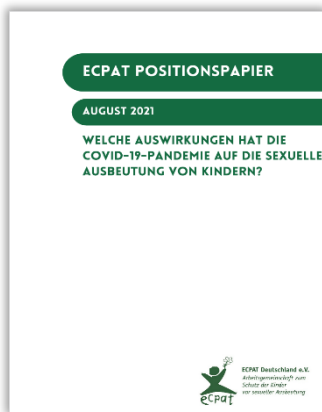 ECPAT POSITIONSPAPIER
AUGUST 2021
WELCHE AUSWIRKUNGEN HAT DIE
COVID-19-PANDEMIE AUF DIE SEXUELLE
AUSBEUTUNG VON KINDERN?
ECPAT Deutschland e.V.
Arbeitsgemeinschaft zum
Schutz der Kinder
vor sexueller Ausbeutung
ecpat